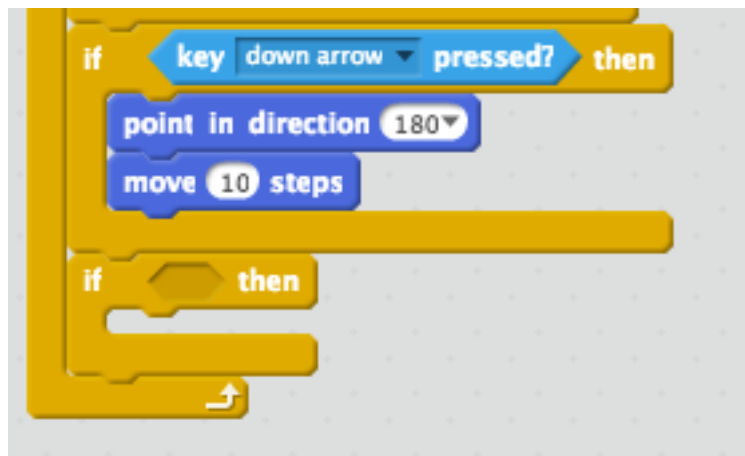 if key down arrow pressed? then
point in direction 180
move 10 steps
if then